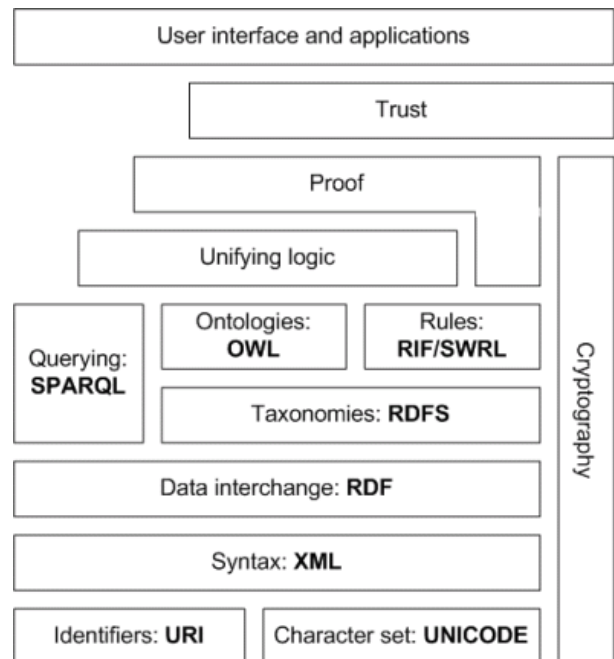 User interface and applications
Trust
Proof
Unifying logic
Querying:
SPARQL
Ontologies:
OWL
Rules:
RIF/SWRL
Taxonomies: RDFS
Cryptography
Data interchange: RDF
Syntax: XML
Identifiers: URI
Character set: UNICODE